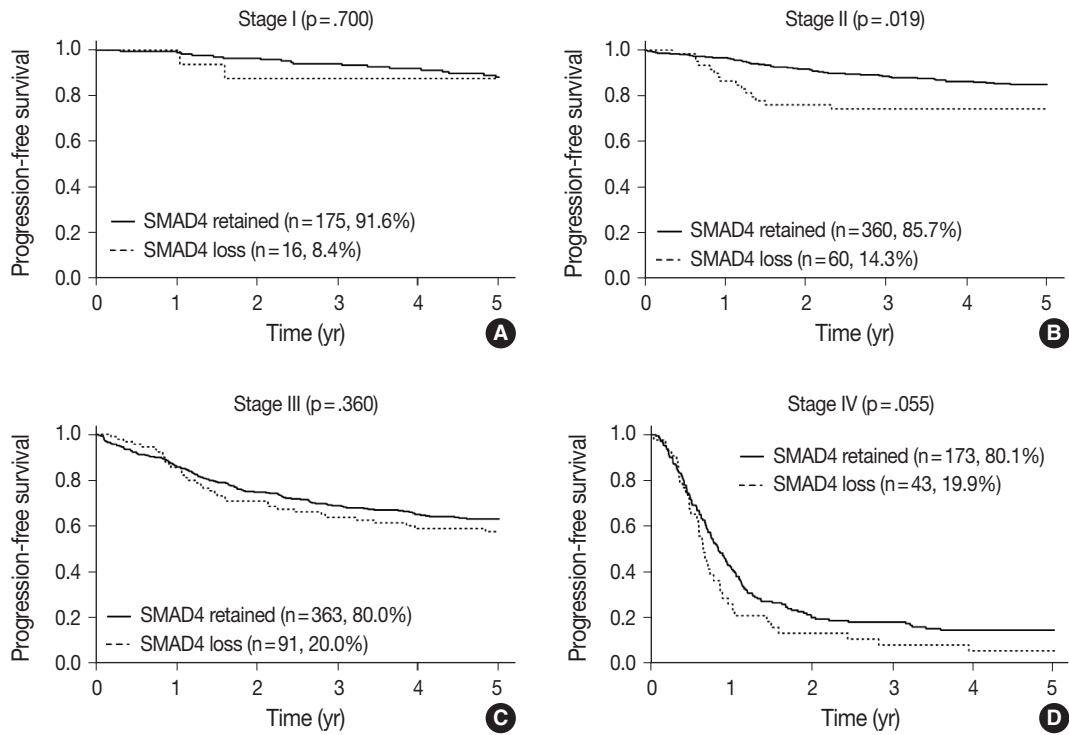 Stage I (p=.700)
Progression-free survival
1.0
0.8
0.6
0.4
0.2
0.0
SMAD4 retained (n=175, 91.6%)
SMAD4 loss (n=16, 8.4%)
0 1 2 3 4 5
Time (yr)
A
Stage II (p=.019)
Progression-free survival
1.0
0.8
0.6
0.4
0.2
0.0
SMAD4 retained (n=360, 85.7%)
SMAD4 loss (n=60, 14.3%)
0 1 2 3 4 5
Time (yr)
B
Stage III (p=.360)
Progression-free survival
1.0
0.8
0.6
0.4
0.2
0.0
SMAD4 retained (n=363, 80.0%)
SMAD4 loss (n=91, 20.0%)
0 1 2 3 4 5
Time (yr)
C
Stage IV (p=.055)
Progression-free survival
1.0
0.8
0.6
0.4
0.2
0.0
SMAD4 retained (n=173, 80.1%)
SMAD4 loss (n=43, 19.9%)
0 1 2 3 4 5
Time (yr)
D